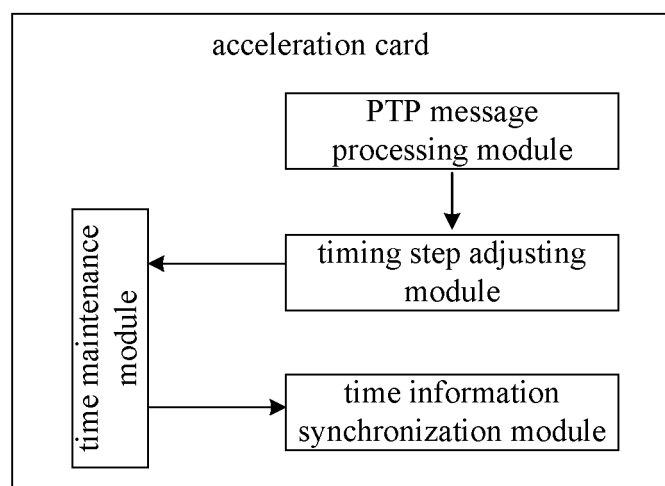 acceleration card
PTP message
processing module
timing step adjusting
module
time maintenance
module
time information
synchronization module